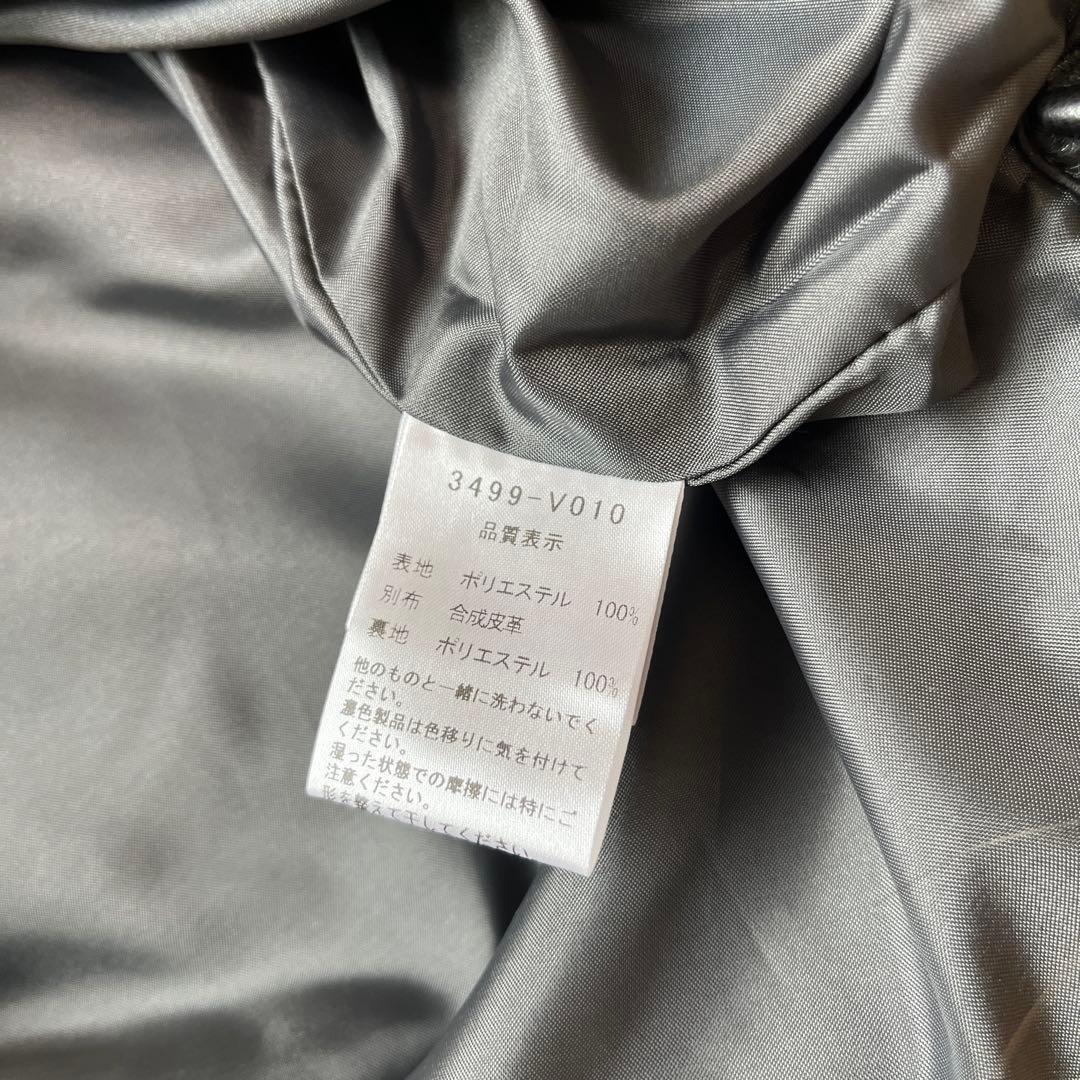 3499-V010
品質表示
表地 ポリエステル 100%
別布 合成皮革
裏地 ポリエステル 100%
他のものと一緒に洗わないでく
ださい。
濃色製品は色移りに気を付けて
ください。
湿った状態での摩擦には特にご
注意ください。
形を整えて干してください